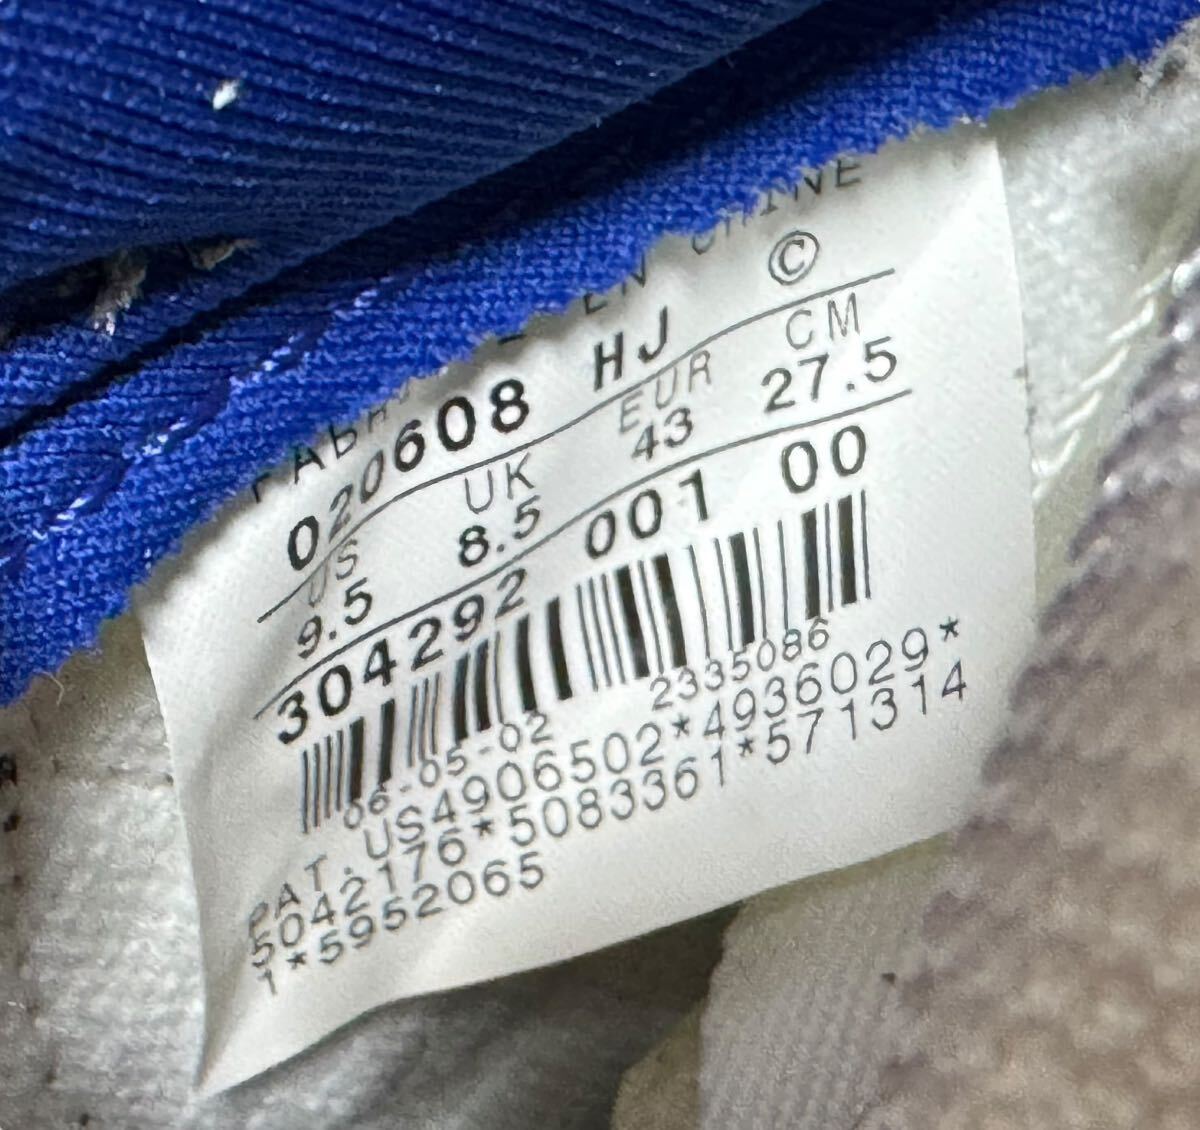 EN CHINE
020608 HJ ©
US UK EUR CM
9.5 8.5 43 27.5
304292 001 00
06-05-02 2335086
PAT.US4906502*4936029*
5042176*5083361*571314
1*5952065